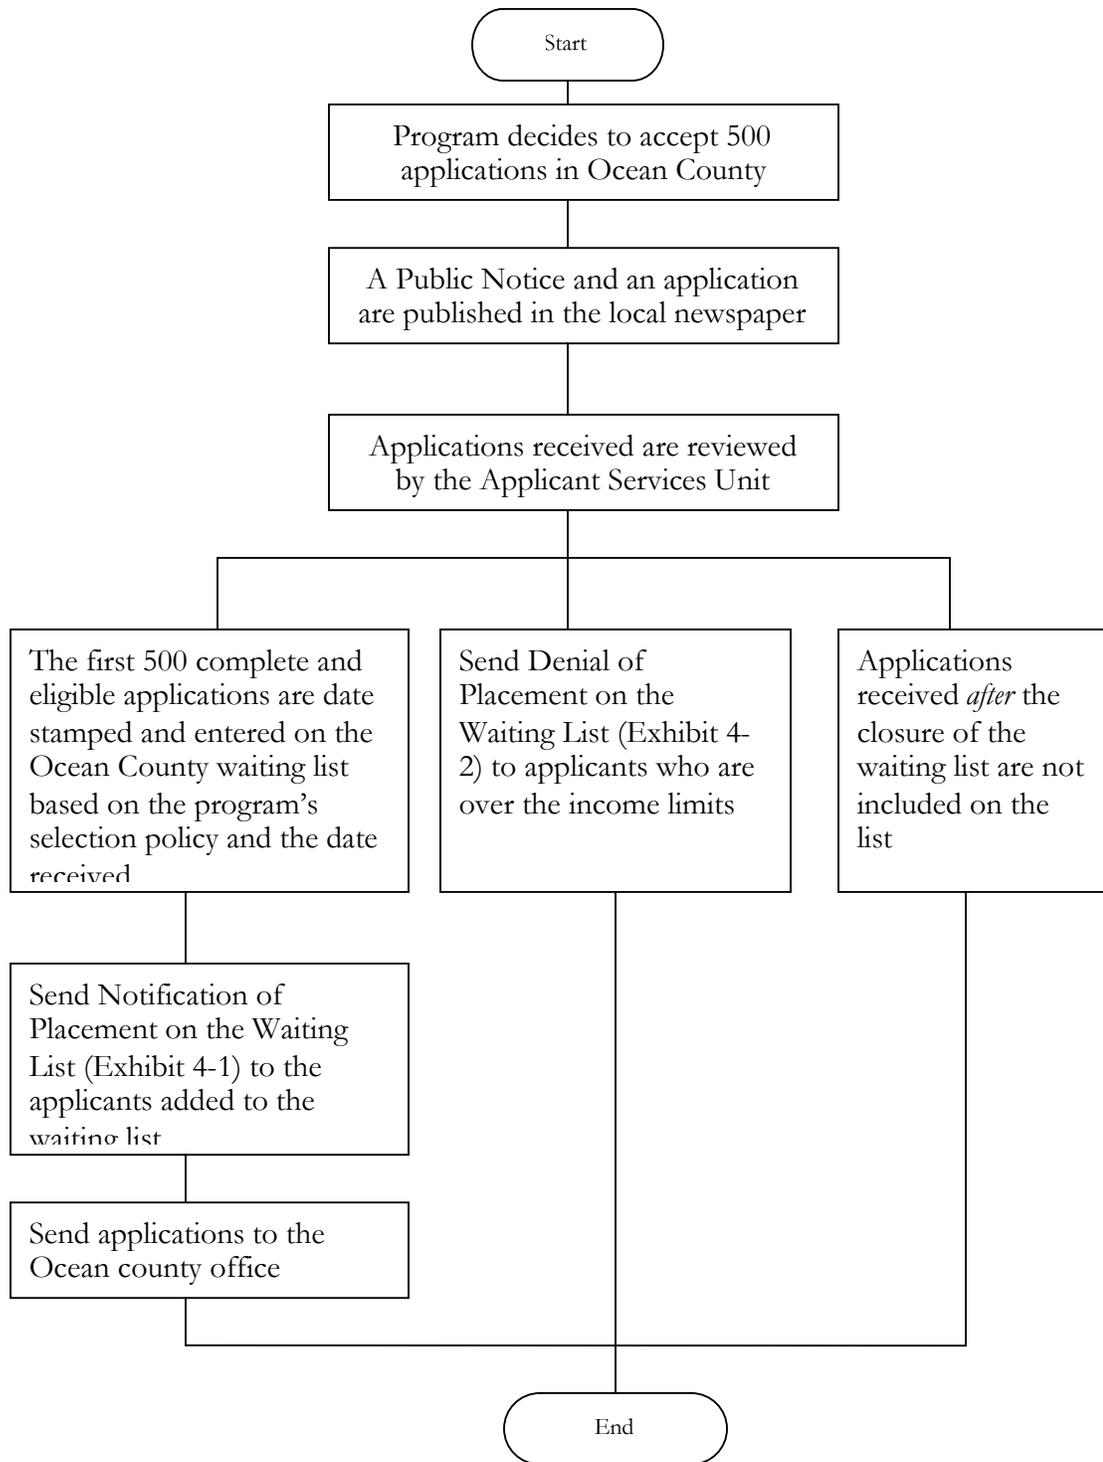 Start
Program decides to accept 500
applications in Ocean County
A Public Notice and an application
are published in the local newspaper
Applications received are reviewed
by the Applicant Services Unit
The first 500 complete and
eligible applications are date
stamped and entered on the
Ocean County waiting list
based on the program’s
selection policy and the date
received
Send Denial of
Placement on the
Waiting List (Exhibit 4-
2) to applicants who are
over the income limits
Applications
received after the
closure of the
waiting list are not
included on the
list
Send Notification of
Placement on the Waiting
List (Exhibit 4-1) to the
applicants added to the
waiting list
Send applications to the
Ocean county office
End